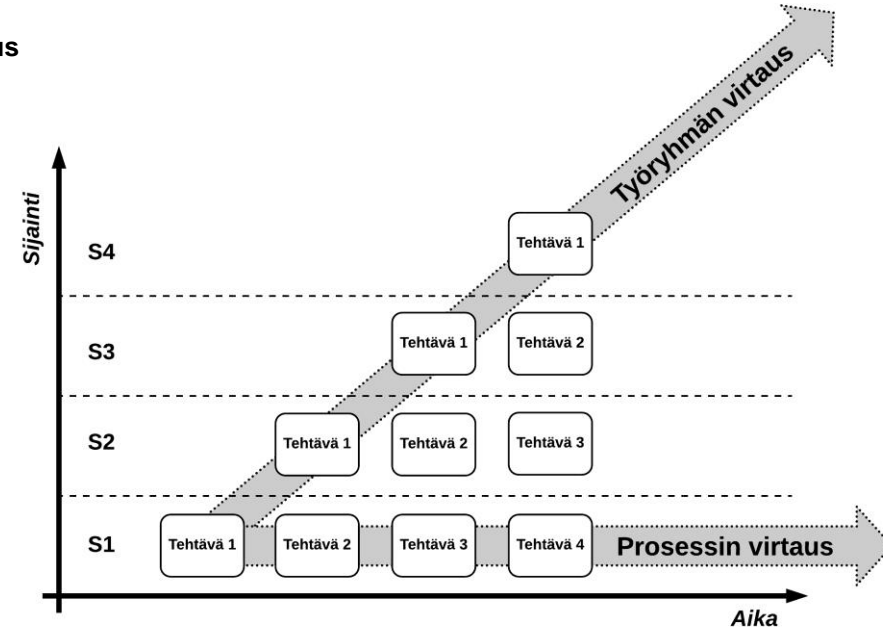 us
Työryhmän virtaus
Sijainti
S4
Tehtävä 1
S3
Tehtävä 1
Tehtävä 2
S2
Tehtävä 1
Tehtävä 2
Tehtävä 3
S1
Tehtävä 1
Tehtävä 2
Tehtävä 3
Tehtävä 4
Prosessin virtaus
Aika